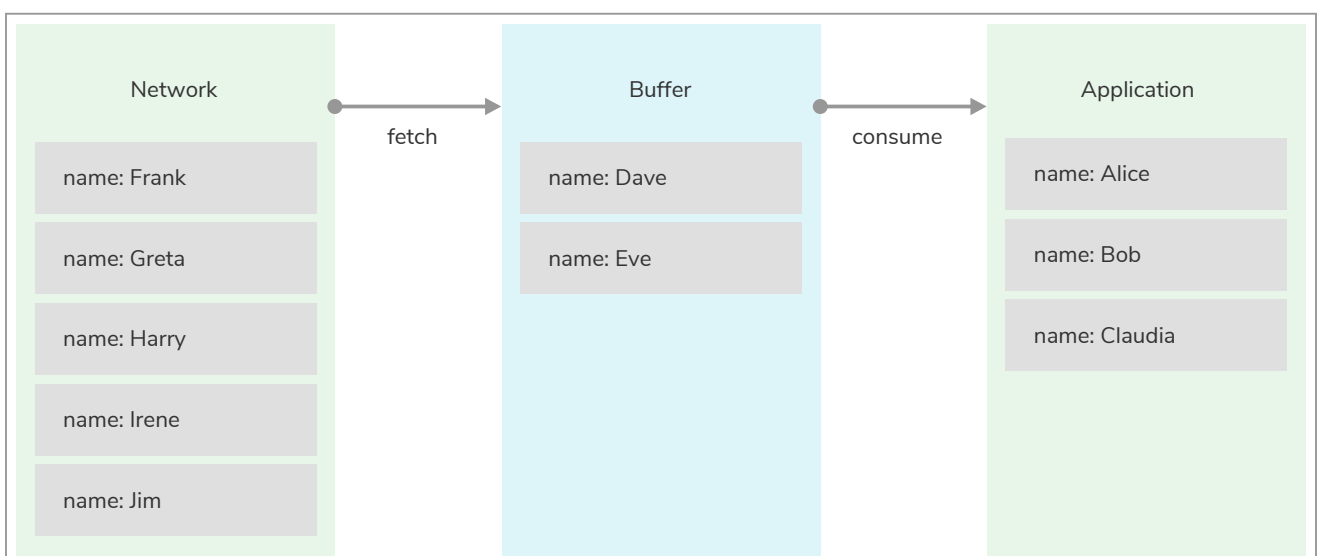 Network
fetch
Buffer
consume
Application
name: Frank
name: Greta
name: Harry
name: Irene
name: Jim
name: Dave
name: Eve
name: Alice
name: Bob
name: Claudia